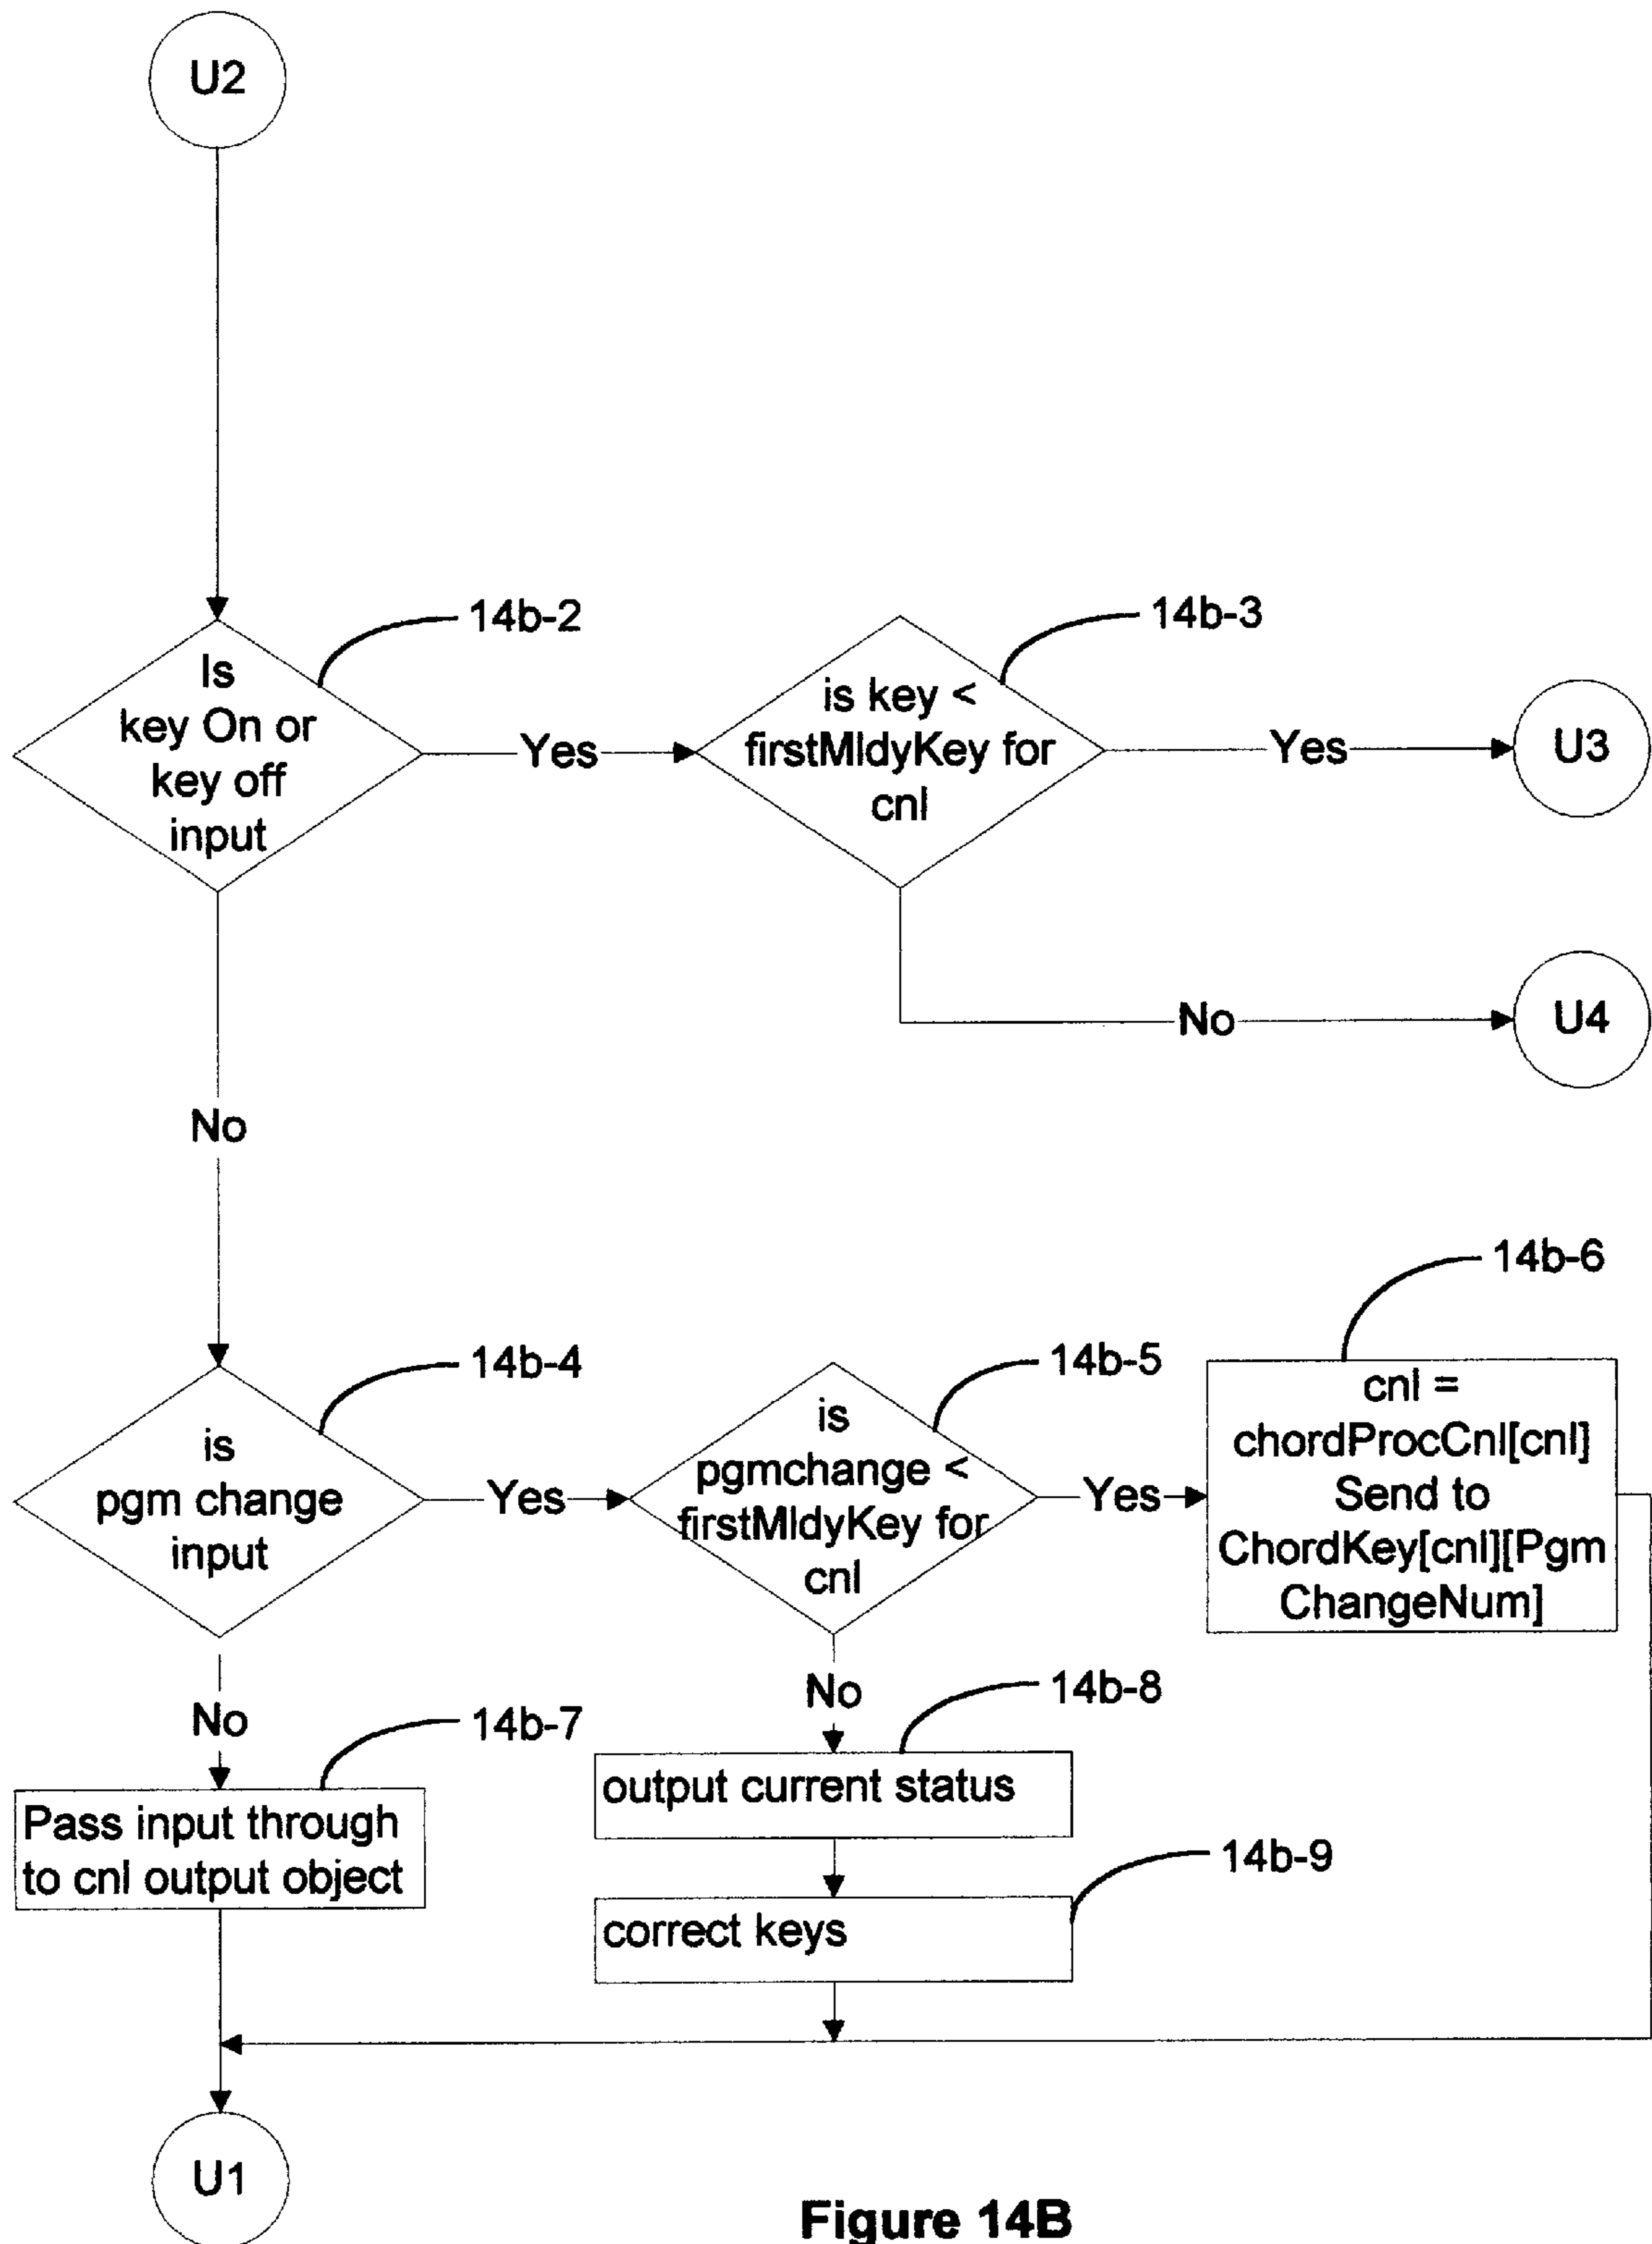 U2
14b-2
Is
key On or
key off
input
Yes
14b-3
is key <
firstMldyKey for
cnl
Yes
U3
No
U4
No
14b-4
is
pgm change
input
Yes
14b-5
is
pgmchange <
firstMldyKey for
cnl
Yes
14b-6
cnl =
chordProcCnl[cnl]
Send to
ChordKey[cnl][Pgm
ChangeNum]
No
14b-7
Pass input through
to cnl output object
No
14b-8
output current status
14b-9
correct keys
U1
Figure 14B